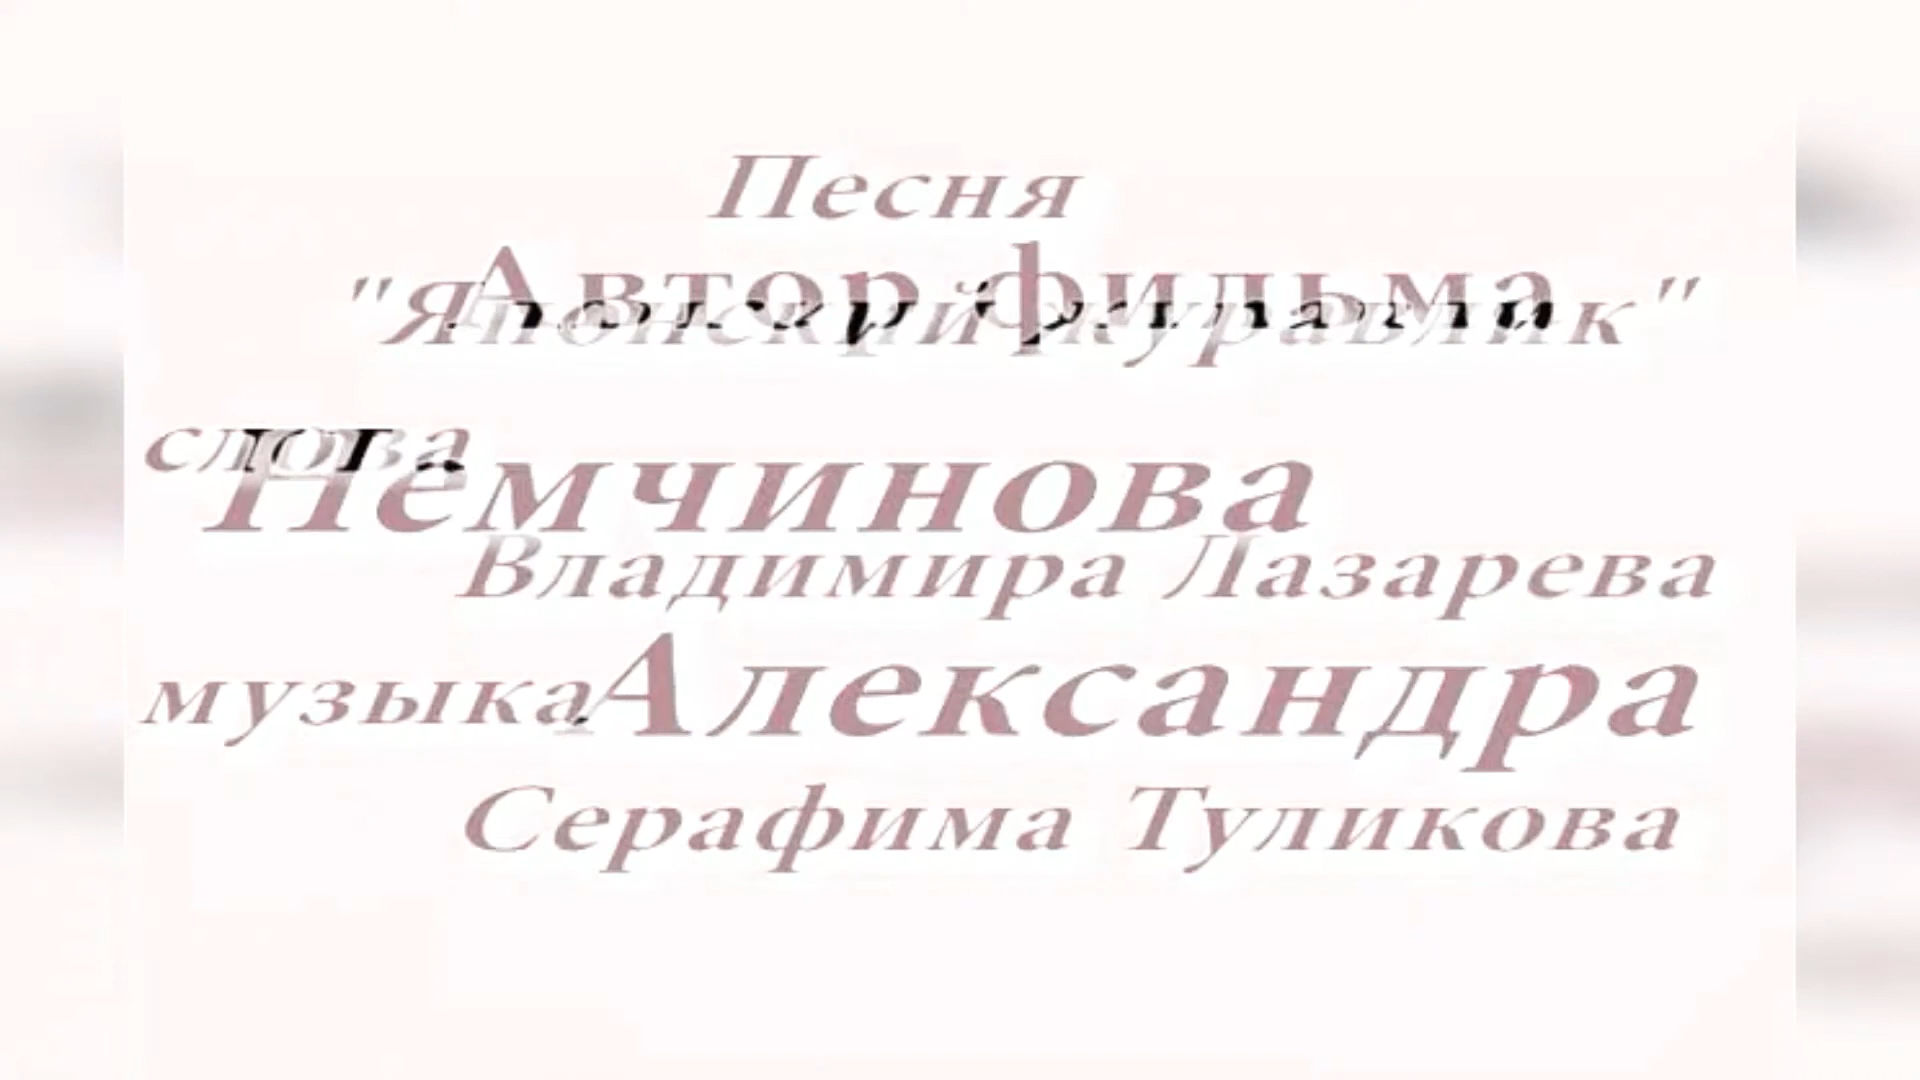 Песня
Автор фильма
"Японский журавлик"
слова
Немчинова
Владимира Лазарева
музыка
Александра
Серафима Туликова